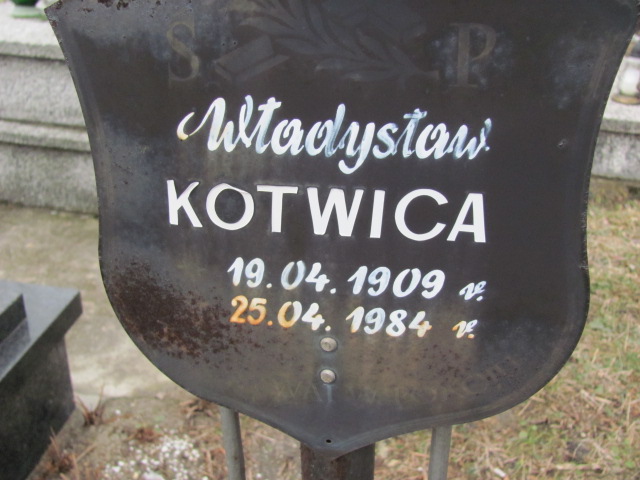 S P
Władysław
KOTWICA
19.04.1909 r.
25.04.1984 r.